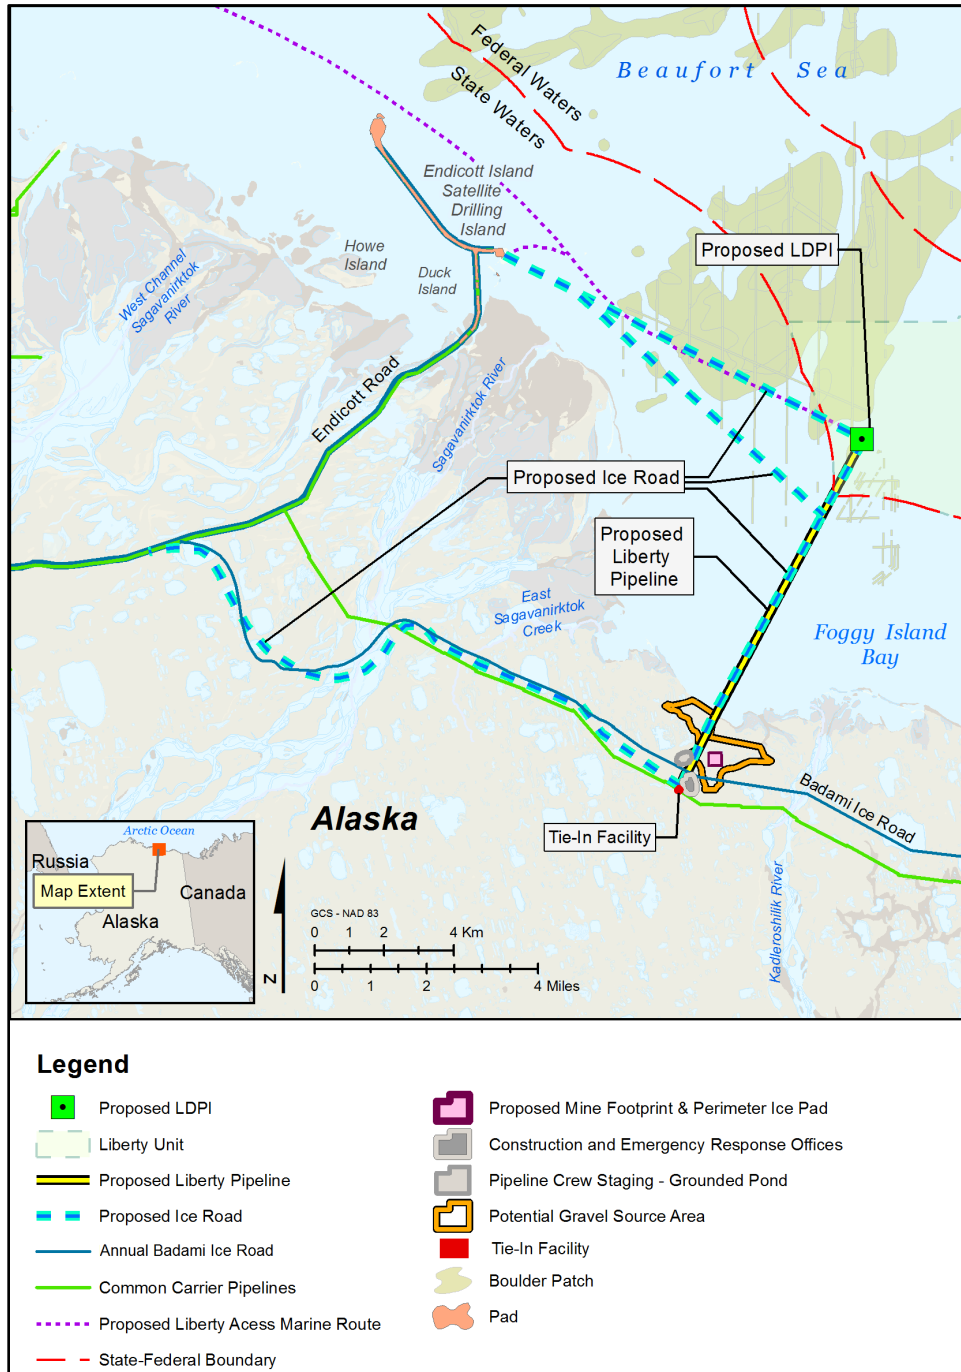 Federal Waters
State Waters
Beaufort Sea
Endicott Island
Satellite
Drilling
Island
Howe
Island
Duck
Island
West Channel
Sagavanirktok
River
Proposed LDPI
Endicott Road
Sagavanirktok River
Proposed Ice Road
Proposed
Liberty
Pipeline
East
Sagavanirktok
Creek
Foggy Island
Bay
Badami Ice Road
Alaska
Tie-In Facility
Kadleroshilik River
Arctic Ocean
Russia
Map Extent
Canada
Alaska
N
GCS - NAD 83
0 1 2 4 Km
0 1 2 4 Miles
Legend
Proposed LDPI
Liberty Unit
Proposed Liberty Pipeline
Proposed Ice Road
Annual Badami Ice Road
Common Carrier Pipelines
Proposed Liberty Acess Marine Route
State-Federal Boundary
Proposed Mine Footprint & Perimeter Ice Pad
Construction and Emergency Response Offices
Pipeline Crew Staging - Grounded Pond
Potential Gravel Source Area
Tie-In Facility
Boulder Patch
Pad